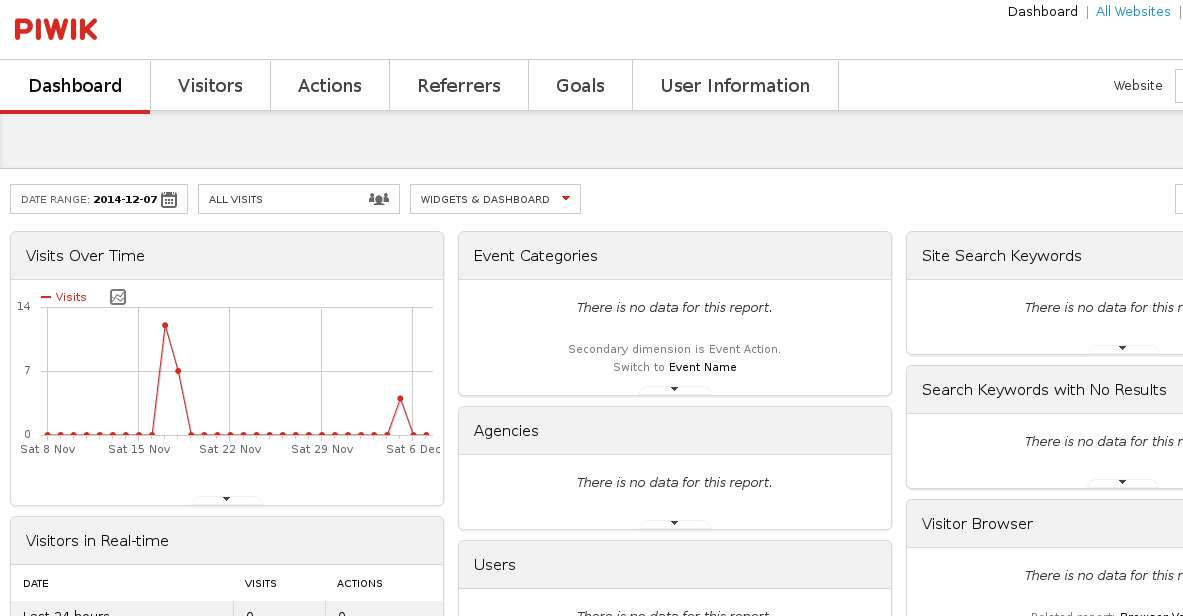 PIWIK
Dashboard | All Websites |
Dashboard Visitors Actions Referrers Goals User Information Website
DATE RANGE: 2014-12-07 ALL VISITS WIDGETS & DASHBOARD
Visits Over Time
Visits
14
7
0
Sat 8 Nov Sat 15 Nov Sat 22 Nov Sat 29 Nov Sat 6 Dec
Visitors in Real-time
DATE VISITS ACTIONS
Last 24 hours 0 0
Event Categories
There is no data for this report.
Secondary dimension is Event Action.
Switch to Event Name
Agencies
There is no data for this report.
Users
There is no data for this report.
Site Search Keywords
There is no data for this r
Search Keywords with No Results
There is no data for this r
Visitor Browser
There is no data for this r
Related report: Browser Ve